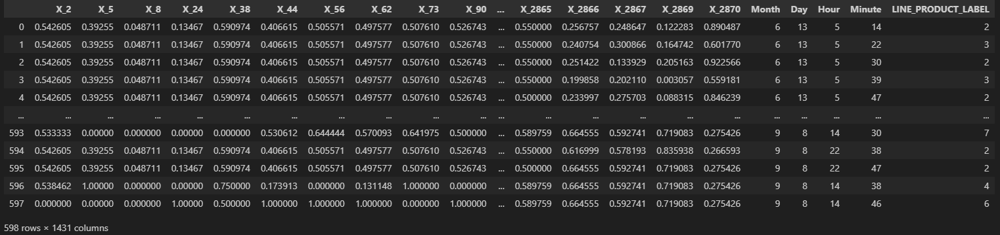 X_2 X_5 X_8 X_24 X_38 X_44 X_56 X_62 X_73 X_90 ... X_2865 X_2866 X_2867 X_2869 X_2870 Month Day Hour Minute LINE_PRODUCT_LABEL
0 0.542605 0.39255 0.048711 0.13467 0.590974 0.406615 0.505571 0.497577 0.507610 0.526743 ... 0.550000 0.256757 0.248647 0.122283 0.890487 6 13 5 14 2
1 0.542605 0.39255 0.048711 0.13467 0.590974 0.406615 0.505571 0.497577 0.507610 0.526743 ... 0.550000 0.240754 0.300866 0.164742 0.601770 6 13 5 22 3
2 0.542605 0.39255 0.048711 0.13467 0.590974 0.406615 0.505571 0.497577 0.507610 0.526743 ... 0.550000 0.251422 0.133929 0.205163 0.922566 6 13 5 30 2
3 0.542605 0.39255 0.048711 0.13467 0.590974 0.406615 0.505571 0.497577 0.507610 0.526743 ... 0.550000 0.199858 0.202110 0.003057 0.559181 6 13 5 39 3
4 0.542605 0.39255 0.048711 0.13467 0.590974 0.406615 0.505571 0.497577 0.507610 0.526743 ... 0.500000 0.233997 0.275703 0.088315 0.846239 6 13 5 47 2
... ... ... ... ... ... ... ... ... ... ... ... ... ... ... ... ... ... ... ... ... ...
593 0.533333 0.00000 0.000000 0.00000 0.000000 0.530612 0.644444 0.570093 0.641975 0.500000 ... 0.589759 0.664555 0.592741 0.719083 0.275426 9 8 14 30 7
594 0.542605 0.39255 0.048711 0.13467 0.590974 0.406615 0.505571 0.497577 0.507610 0.526743 ... 0.550000 0.616999 0.578193 0.835938 0.266593 9 8 22 38 2
595 0.542605 0.39255 0.048711 0.13467 0.590974 0.406615 0.505571 0.497577 0.507610 0.526743 ... 0.500000 0.664555 0.592741 0.719083 0.275426 9 8 22 47 2
596 0.538462 1.00000 0.000000 0.00000 0.750000 0.173913 0.000000 0.131148 1.000000 0.000000 ... 0.589759 0.664555 0.592741 0.719083 0.275426 9 8 14 38 4
597 0.000000 0.00000 0.000000 1.00000 0.500000 1.000000 1.000000 1.000000 0.000000 1.000000 ... 0.589759 0.664555 0.592741 0.719083 0.275426 9 8 14 46 6
598 rows × 1431 columns